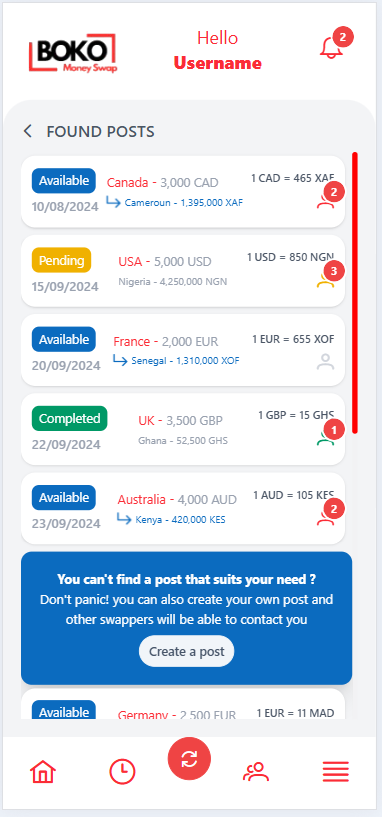 BOKO
Money Swap
Hello
Username
2
FOUND POSTS
Available
Canada - 3,000 CAD
1 CAD = 465 XAF
10/08/2024
Cameroun - 1,395,000 XAF
2
Pending
USA - 5,000 USD
1 USD = 850 NGN
15/09/2024
Nigeria - 4,250,000 NGN
3
Available
France - 2,000 EUR
1 EUR = 655 XOF
20/09/2024
Senegal - 1,310,000 XOF
Completed
UK - 3,500 GBP
1 GBP = 15 GHS
22/09/2024
Ghana - 52,500 GHS
1
Available
Australia - 4,000 AUD
1 AUD = 105 KES
23/09/2024
Kenya - 420,000 KES
2
You can't find a post that suits your need ?
Don't panic! you can also create your own post and
other swappers will be able to contact you
Create a post
Available
Germany - 2,500 EUR
1 EUR = 11 MAD